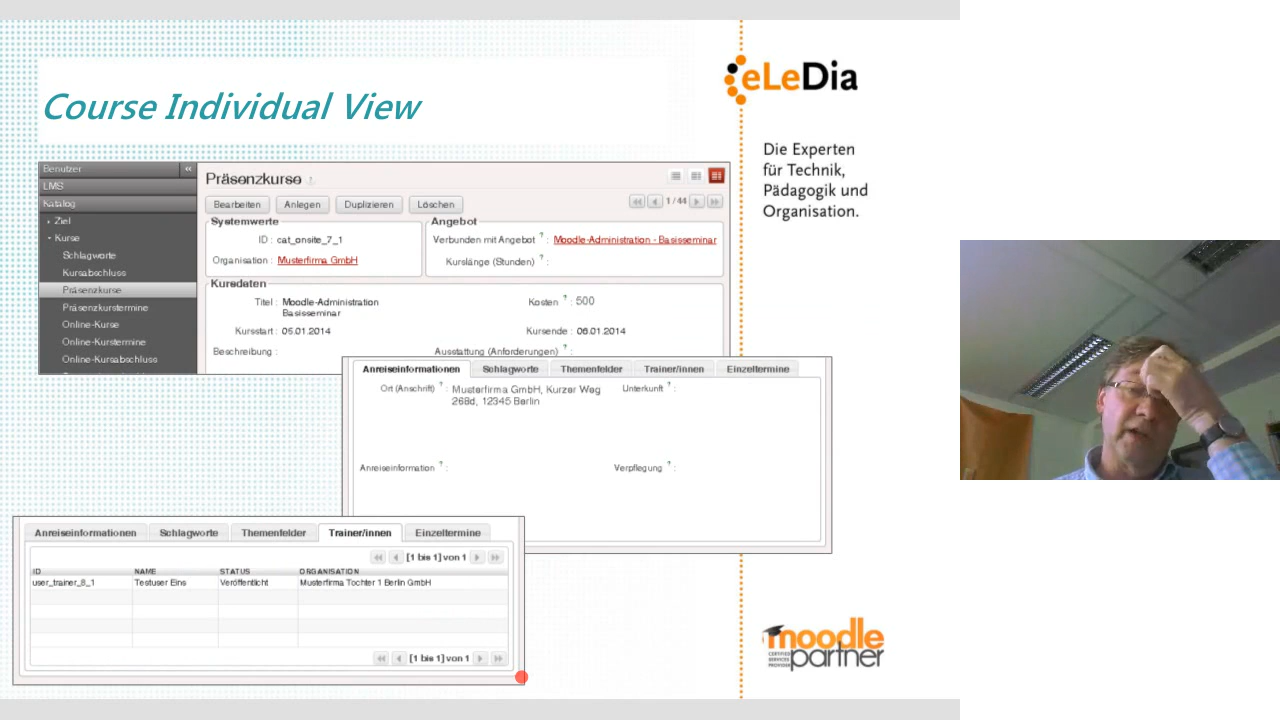 Course Individual View
eLeDia
Die Experten
für Technik,
Pädagogik und
Organisation.
Benutzer «
LMS
Katalog
Ziel
Kurse
Schlagworte
Kursabschluss
Präsenzkurse
Präsenzkurstermine
Online-Kurse
Online-Kurstermine
Online-Kursabschluss
Präsenzkurse
Bearbeiten Anlegen Duplizieren Löschen 1 / 44
Systemwerte
ID : cat_onsite_7_1
Organisation : Musterfirma GmbH
Angebot
Verbunden mit Angebot ? : Moodle-Administration - Basisseminar
Kurslänge (Stunden) ? :
Kursdaten
Titel : Moodle-Administration
Basisseminar
Kosten ? : 500
Kursstart : 05.01.2014 Kursende : 06.01.2014
Beschreibung : Ausstattung (Anforderungen) ? :
Anreiseinformationen Schlagworte Themenfelder Trainer/innen Einzeltermine
Ort (Anschrift) ? : Musterfirma GmbH, Kurzer Weg
268d, 12345 Berlin
Unterkunft ? :
Anreiseinformation ? : Verpflegung ? :
Anreiseinformationen Schlagworte Themenfelder Trainer/innen Einzeltermine
[1 bis 1] von 1
ID NAME STATUS ORGANISATION
user_trainer_8_1 Testuser Eins Veröffentlicht Musterfirma Tochter 1 Berlin GmbH
[1 bis 1] von 1
moodle
CERTIFIED
SERVICES
PROVIDER
partner